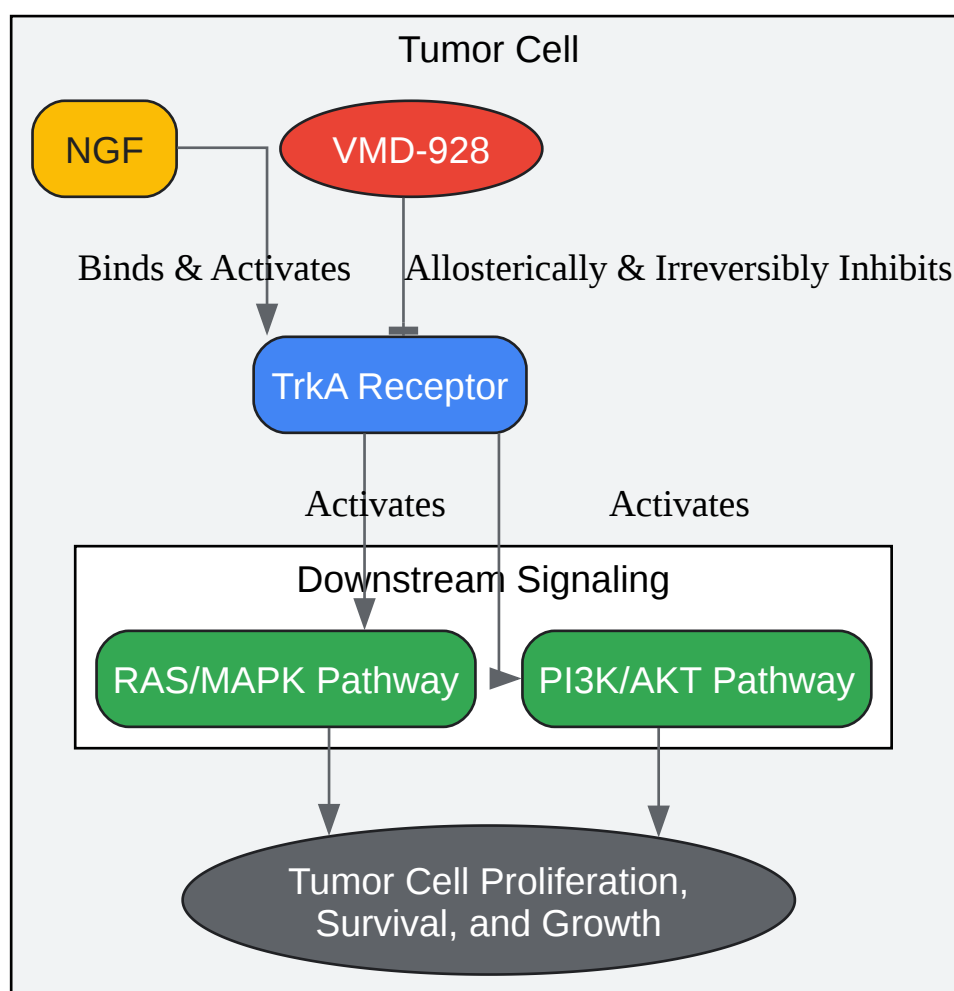 Tumor Cell
NGF
VMD-928
Binds & Activates
Allosterically & Irreversibly Inhibits
TrkA Receptor
Activates
Activates
Downstream Signaling
RAS/MAPK Pathway
PI3K/AKT Pathway
Tumor Cell Proliferation,
Survival, and Growth